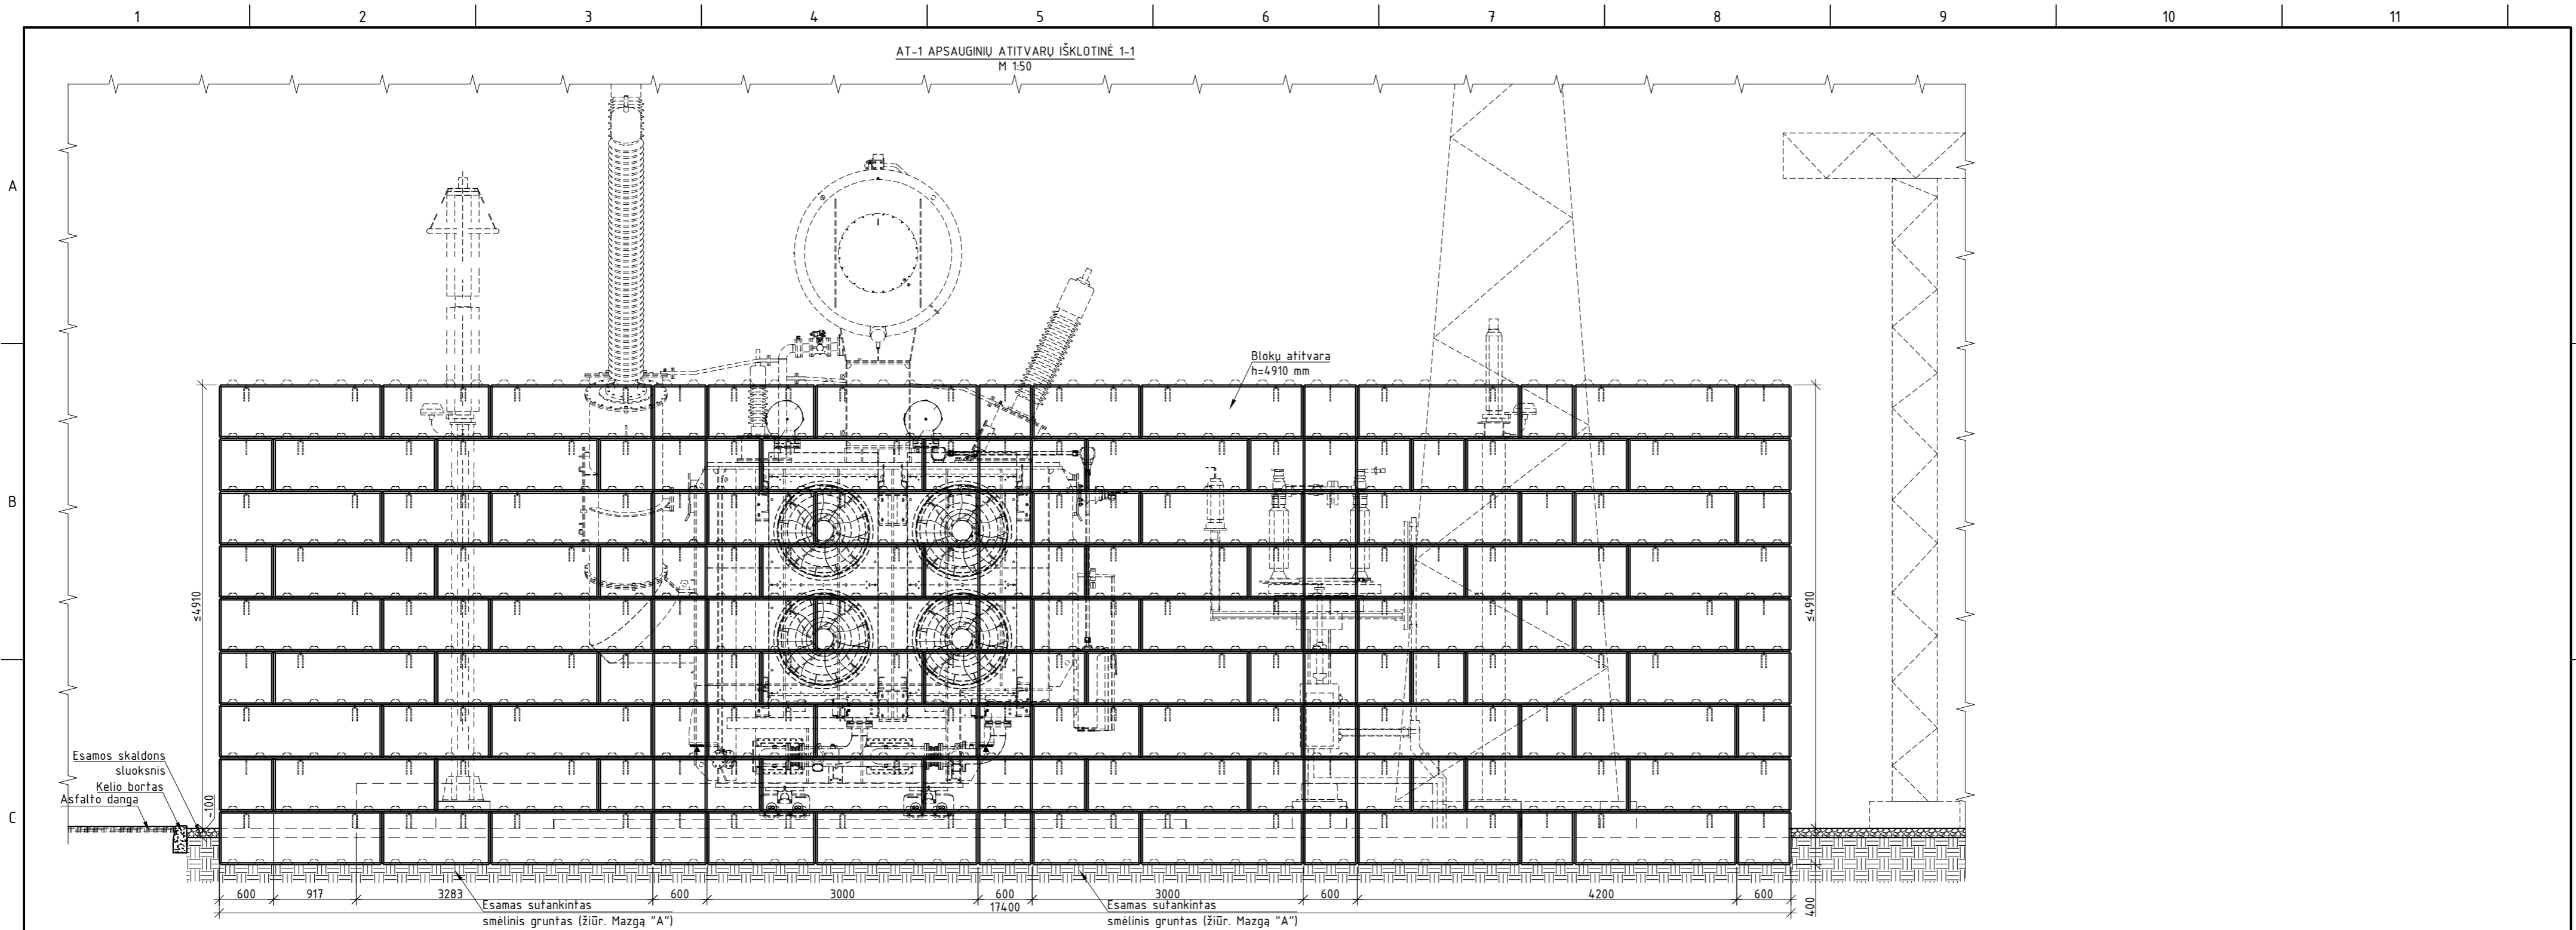 1 2 3 4 5 6 7 8 9 10 11
AT-1 APSAUGINIŲ ATITVARŲ IŠKLOTINĖ 1-1
M 1:50
A
Blokų atitvara
h=4910 mm
B
≤4910
≤4910
Esamos skaldons
sluoksnis
Kelio bortas
Asfalto danga
100
C
600 917 3283 600 3000 600 3000 600 4200 600
17400
400
Esamas sutankintas
smėlinis gruntas (žiūr. Mazgą "A")
Esamas sutankintas
smėlinis gruntas (žiūr. Mazgą "A")